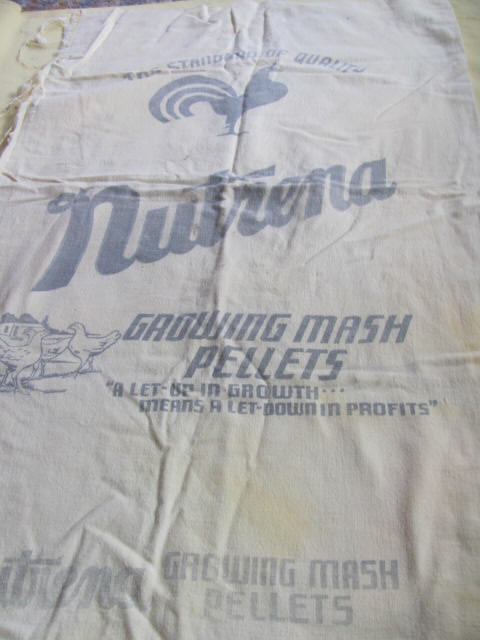 THE STANDARD OF QUALITY
Nutrena
GROWING MASH
PELLETS
"A LET-UP IN GROWTH...
MEANS A LET-DOWN IN PROFITS"
Nutrena GROWING MASH
PELLETS